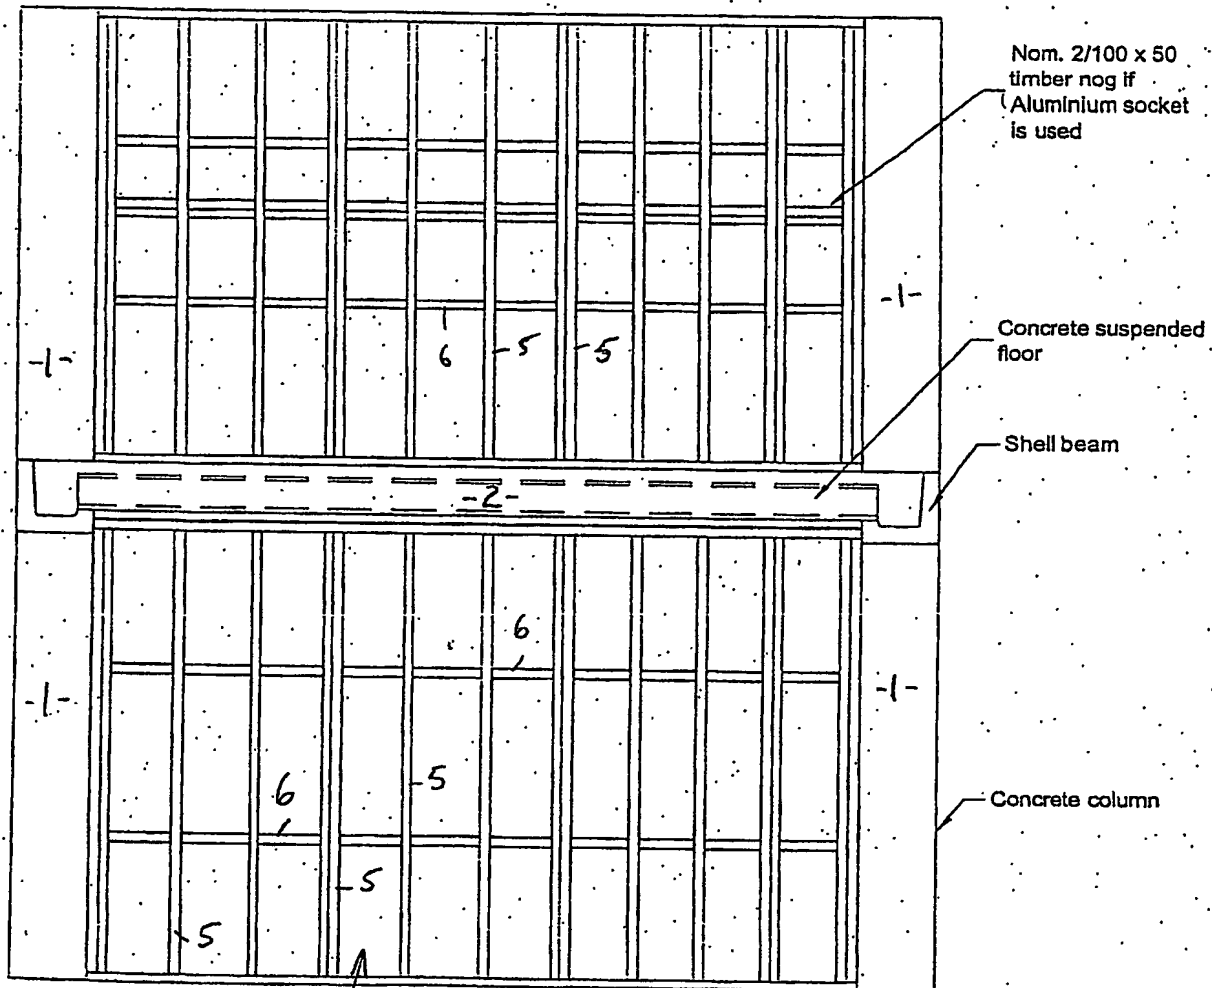 Nom. 2/100 x 50
timber nog if
Aluminium socket
is used
-1-
6
-5
-5
Concrete suspended
floor
-1-
Shell beam
-2-
6
-1-
-1-
-5
6
Concrete column
-5
-5